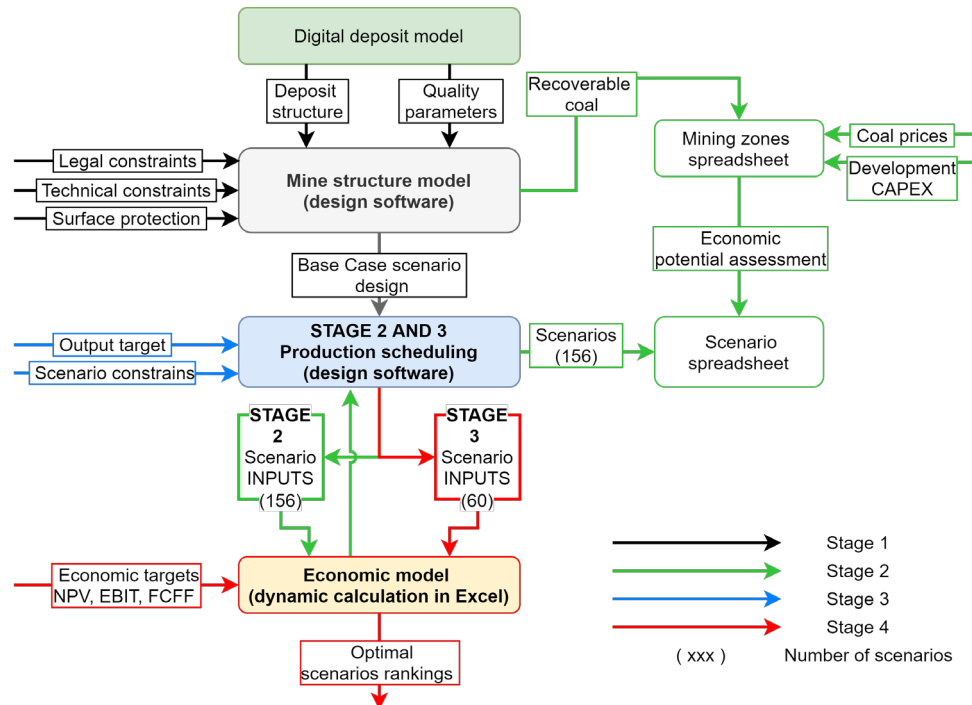 Digital deposit model
Deposit
structure
Quality
parameters
Recoverable
coal
Mining zones
spreadsheet
Coal prices
Development
CAPEX
Legal constraints
Technical constraints
Surface protection
Mine structure model
(design software)
Economic
potential assessment
Base Case scenario
design
Output target
Scenario constrains
STAGE 2 AND 3
Production scheduling
(design software)
Scenarios
(156)
Scenario
spreadsheet
STAGE
2
Scenario
INPUTS
(156)
STAGE
3
Scenario
INPUTS
(60)
Economic targets
NPV, EBIT, FCFF
Economic model
(dynamic calculation in Excel)
Optimal
scenarios rankings
Stage 1
Stage 2
Stage 3
Stage 4
( xxx ) Number of scenarios